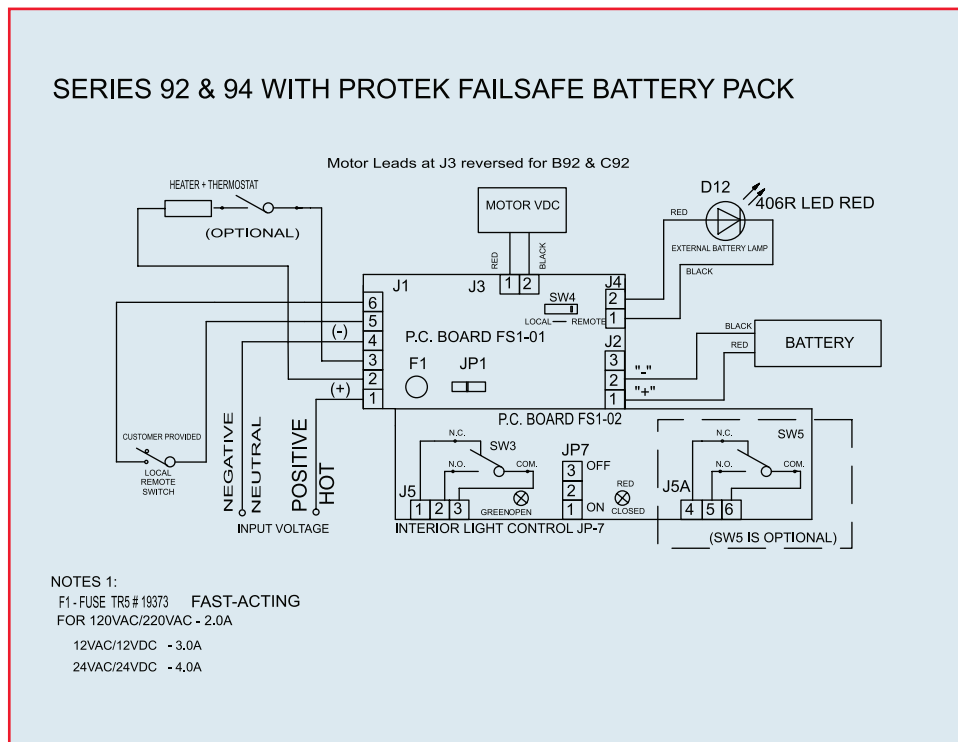 SERIES 92 & 94 WITH PROTEK FAILSAFE BATTERY PACK
Motor Leads at J3 reversed for B92 & C92
HEATER + THERMOSTAT
(OPTIONAL)
MOTOR VDC
RED
BLACK
D12
406R LED RED
RED
EXTERNAL BATTERY LAMP
BLACK
J1
J3
1 2
J4
2
1
SW4
LOCAL — REMOTE
6
5
4
3
2
1
(-)
(+)
P.C. BOARD FS1-01
F1
JP1
J2
3
2
1
"-"
"+"
BLACK
RED
BATTERY
P.C. BOARD FS1-02
CUSTOMER PROVIDED
LOCAL
REMOTE
SWITCH
NEGATIVE
NEUTRAL
POSITIVE
HOT
INPUT VOLTAGE
N.C.
SW3
N.O.
COM.
J5
1 2 3
GREEN OPEN
JP7
3 OFF
2
1 ON
RED
CLOSED
INTERIOR LIGHT CONTROL JP-7
N.C.
SW5
N.O.
COM.
J5A
4 5 6
(SW5 IS OPTIONAL)
NOTES 1:
F1 - FUSE TR5 # 19373 FAST-ACTING
FOR 120VAC/220VAC - 2.0A
12VAC/12VDC - 3.0A
24VAC/24VDC - 4.0A